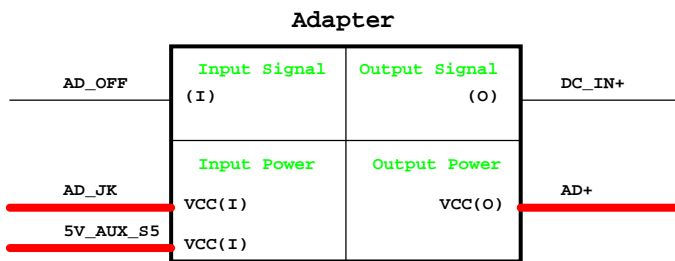 Adapter
Input Signal Output Signal
AD_OFF (I) (O) DC_IN+
Input Power Output Power
AD_JK VCC(I) VCC(O) AD+
5V_AUX_S5 VCC(I)